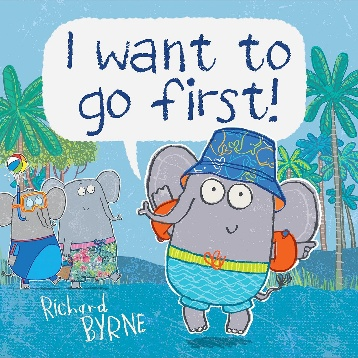 I want to
go first!
Richard
BYRNE